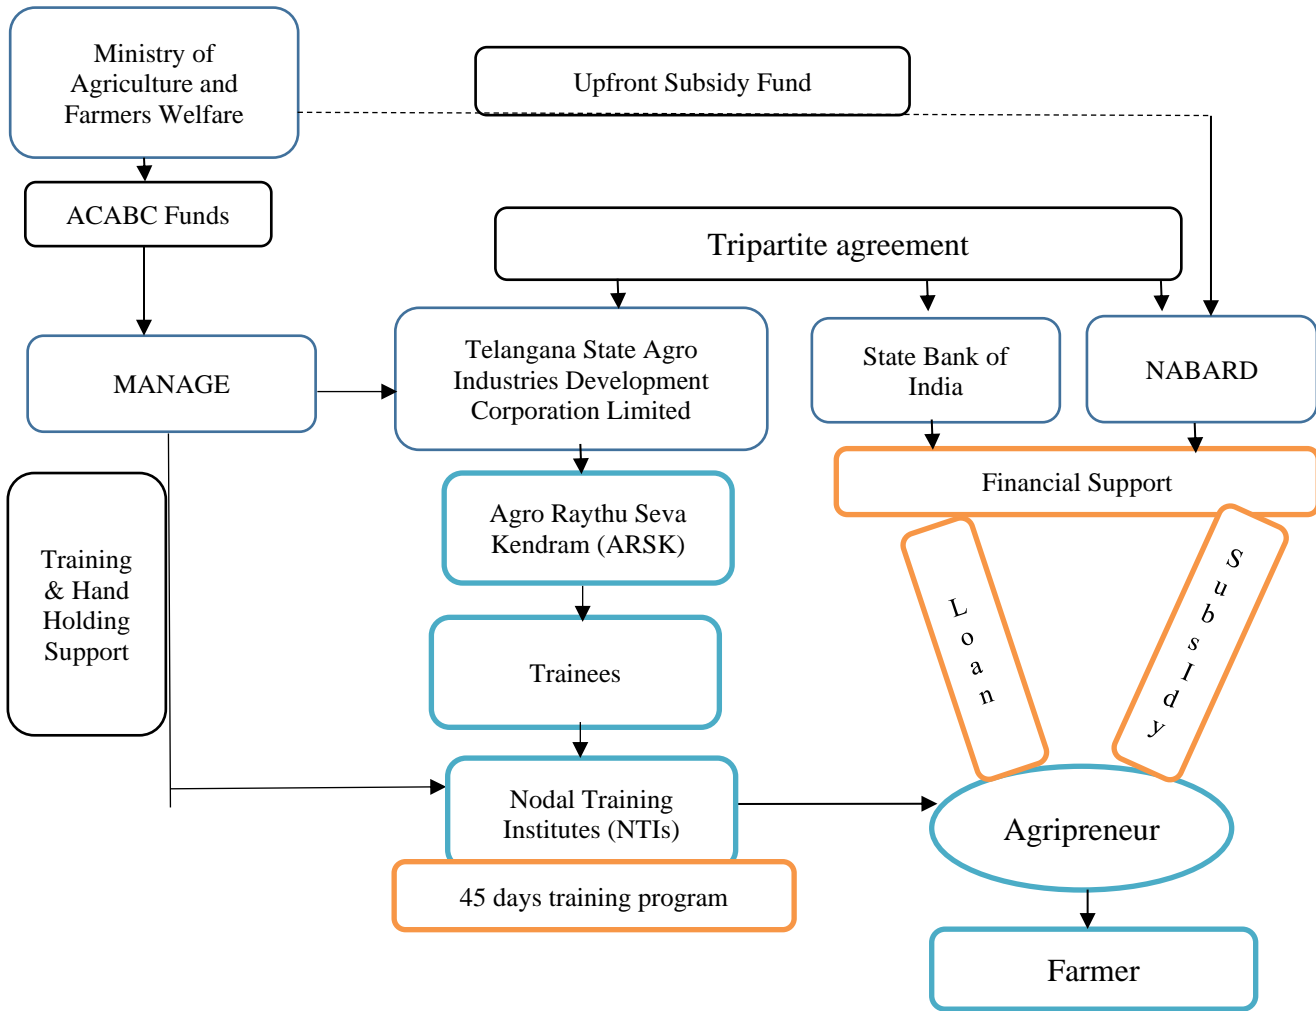 Ministry of
Agriculture and
Farmers Welfare
Upfront Subsidy Fund
ACABC Funds
Tripartite agreement
MANAGE
Telangana State Agro
Industries Development
Corporation Limited
State Bank of
India
NABARD
Financial Support
Training
& Hand
Holding
Support
Agro Raythu Seva
Kendram (ARSK)
Loan
SubsIdy
Trainees
Nodal Training
Institutes (NTIs)
45 days training program
Agripreneur
Farmer